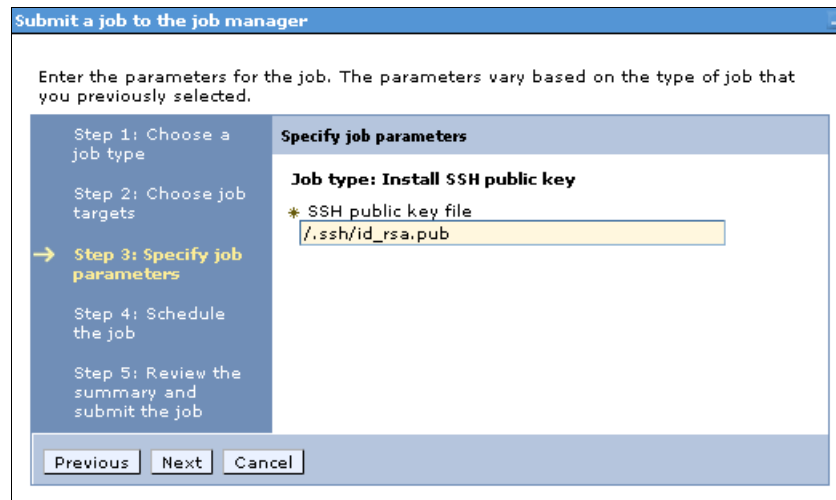 Submit a job to the job manager
Enter the parameters for the job. The parameters vary based on the type of job that
you previously selected.
Step 1: Choose a
job type
Step 2: Choose job
targets
Step 3: Specify job
parameters
Step 4: Schedule
the job
Step 5: Review the
summary and
submit the job
Specify job parameters
Job type: Install SSH public key
* SSH public key file
/.ssh/id_rsa.pub
Previous Next Cancel